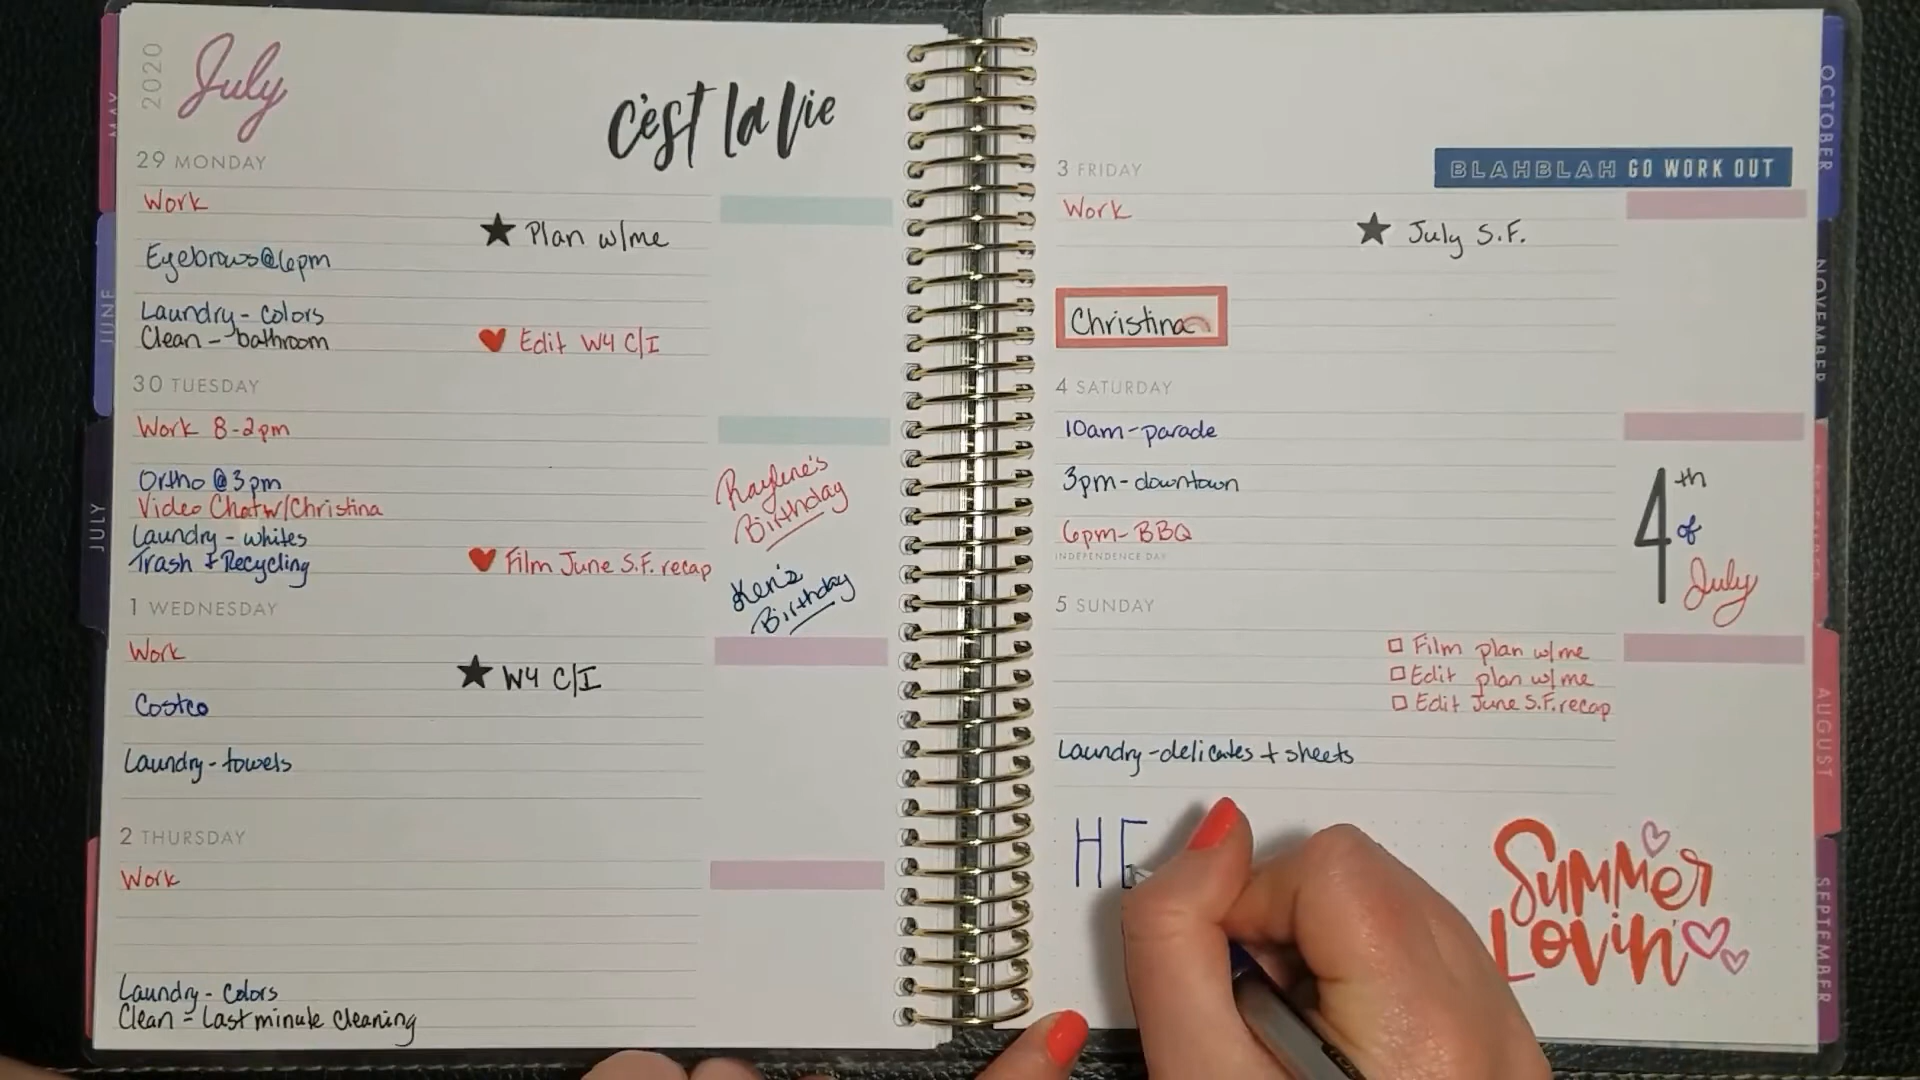 2020
July
c'est la vie
29 MONDAY
Work
★ Plan w/me
Eyebrows@6pm
Laundry - colors
Clean - bathroom
♥ Edit W4 C/I
30 TUESDAY
Work 8-2pm
Ortho @ 3pm
Video Chat w/Christina
Laundry - whites
Trash + Recycling
♥ Film June S.F. recap
Raylene's
Birthday
Ken's
Birthday
1 WEDNESDAY
Work
★ W4 C/I
Costco
Laundry - towels
2 THURSDAY
Work
Laundry - colors
Clean - Last minute cleaning
3 FRIDAY
BLAHBLAH GO WORK OUT
Work
★ July S.F.
Christina
4 SATURDAY
10am - parade
3pm - downtown
6pm - BBQ
INDEPENDENCE DAY
4th
of
July
5 SUNDAY
☐ Film plan w/me
☐ Edit plan w/me
☐ Edit June S.F. recap
Laundry - delicates + sheets
HE
Summer
Lovin'
MAY
JUNE
JULY
OCTOBER
NOVEMBER
AUGUST
SEPTEMBER